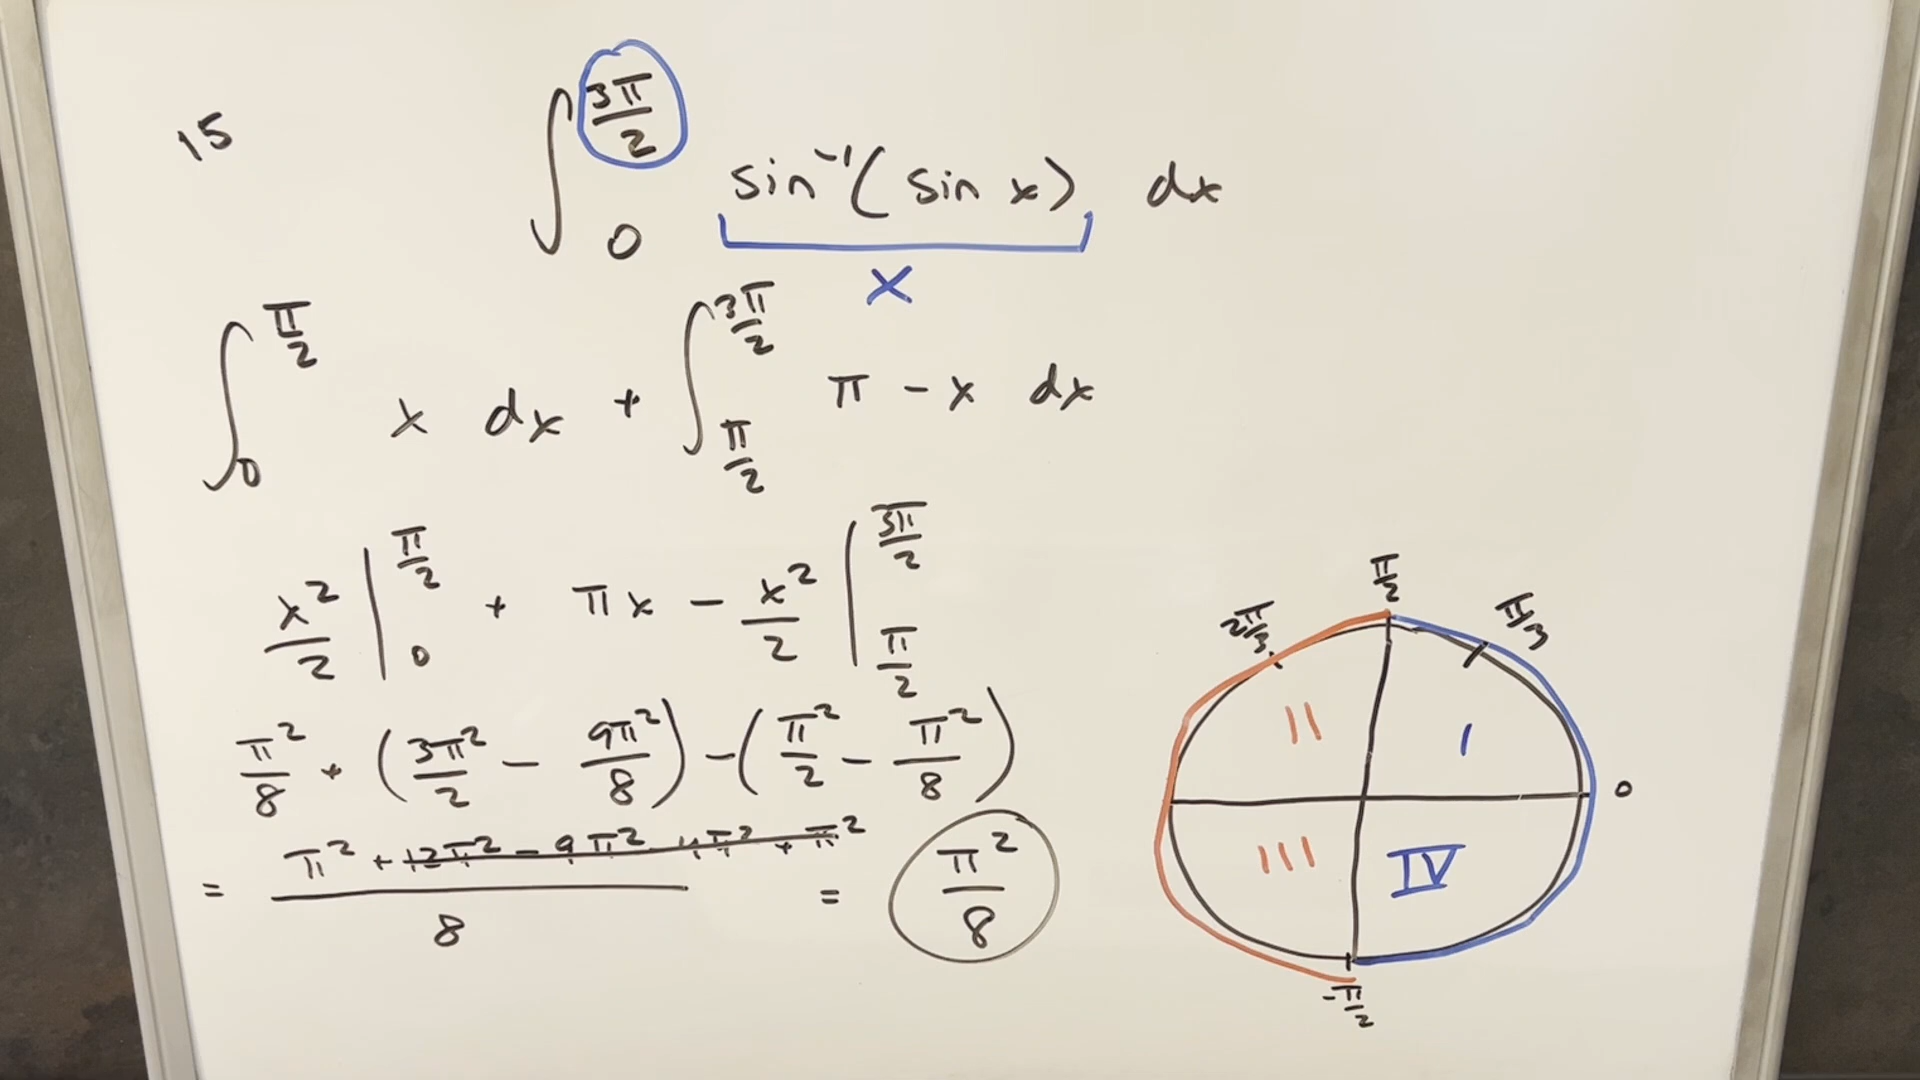 15
∫₀^(3π/2) sin⁻¹(sin x) dx
x
∫₀^(π/2) x dx + ∫_(π/2)^(3π/2) π - x dx
x²/2 |₀^(π/2) + πx - x²/2 |_(π/2)^(3π/2)
π²/8 + (3π²/2 - 9π²/8) - (π²/2 - π²/8)
= (π² + 12π² - 9π² - 4π² + π²)/8 = π²/8
π/2
2π/3
π/3
II
I
0
III
IV
-π/2